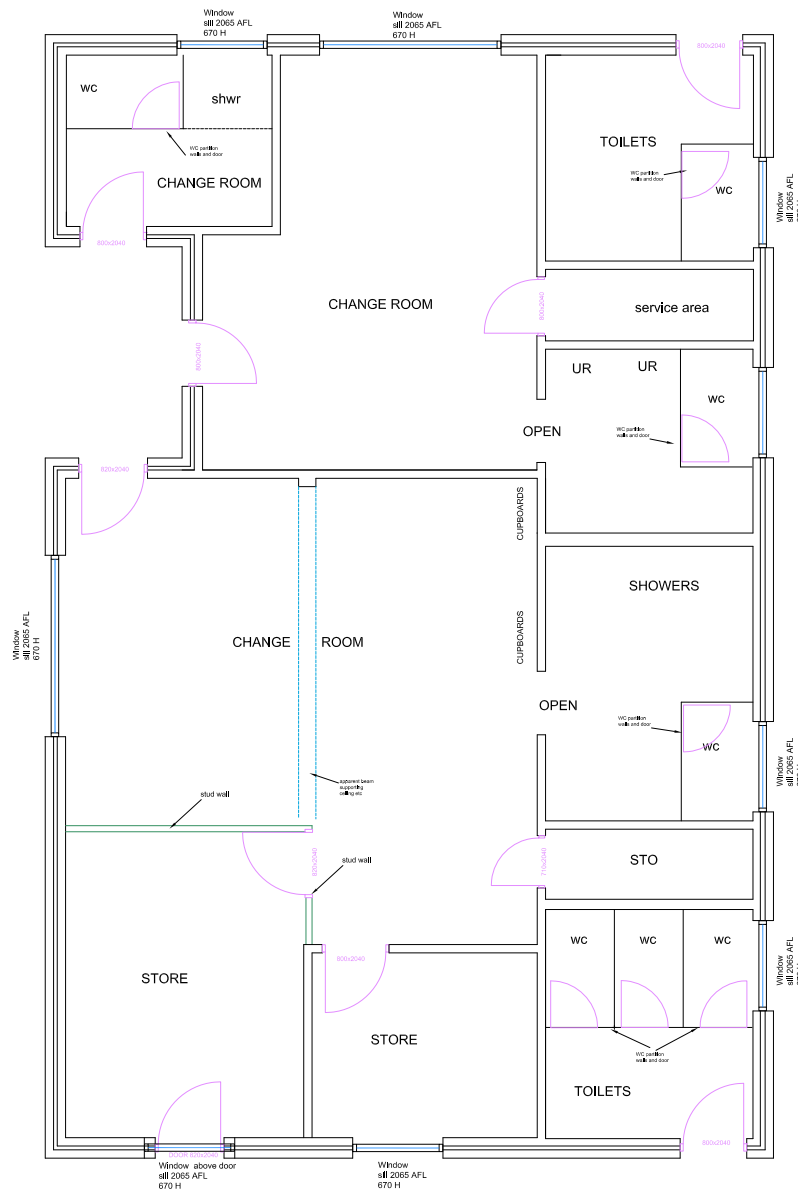 Window
sill 2065 AFL
670 H
Window
sill 2065 AFL
670 H
800x2040
wc
shwr
WC partition
walls and door
CHANGE ROOM
800x2040
TOILETS
WC partition
walls and door
wc
Window
sill 2065 AFL
CHANGE ROOM
800x2040
service area
800x2040
UR
UR
wc
OPEN
WC partition
walls and door
820x2040
CUPBOARDS
SHOWERS
Window
sill 2065 AFL
670 H
CHANGE
ROOM
CUPBOARDS
OPEN
WC partition
walls and door
wc
Window
sill 2065 AFL
apparent beam
supporting
ceiling etc
stud wall
820x2040
710x2040
STO
stud wall
wc
wc
wc
Window
sill 2065 AFL
800x2040
STORE
STORE
WC partition
walls and door
TOILETS
DOOR 820x2040
860x2040
Window above door
sill 2065 AFL
670 H
Window
sill 2065 AFL
670 H